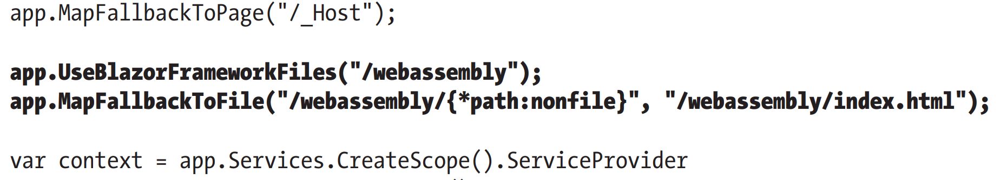 app.MapFallbackToPage("/_Host");
app.UseBlazorFrameworkFiles("/webassembly");
app.MapFallbackToFile("/webassembly/{*path:nonfile}", "/webassembly/index.html");
var context = app.Services.CreateScope().ServiceProvider